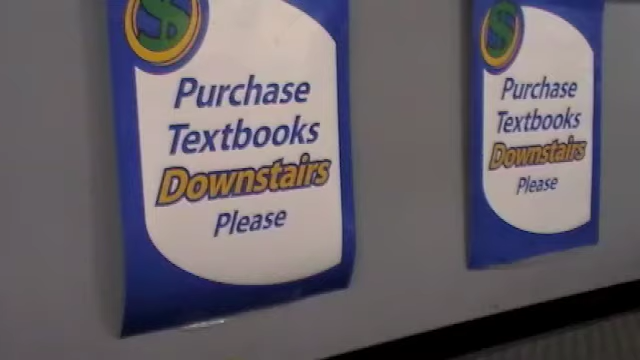 $
Purchase
Textbooks
Downstairs
Please
$
Purchase
Textbooks
Downstairs
Please